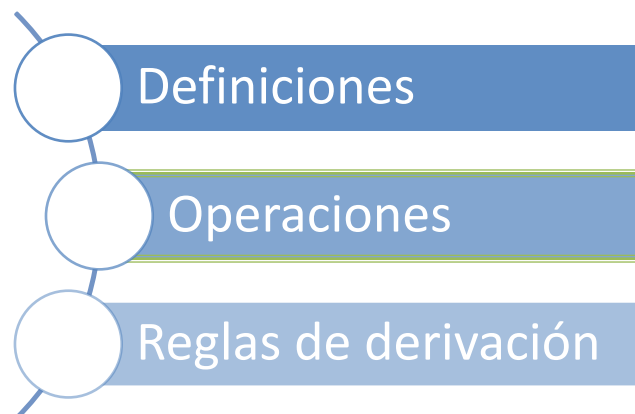 Definiciones
Operaciones
Reglas de derivación